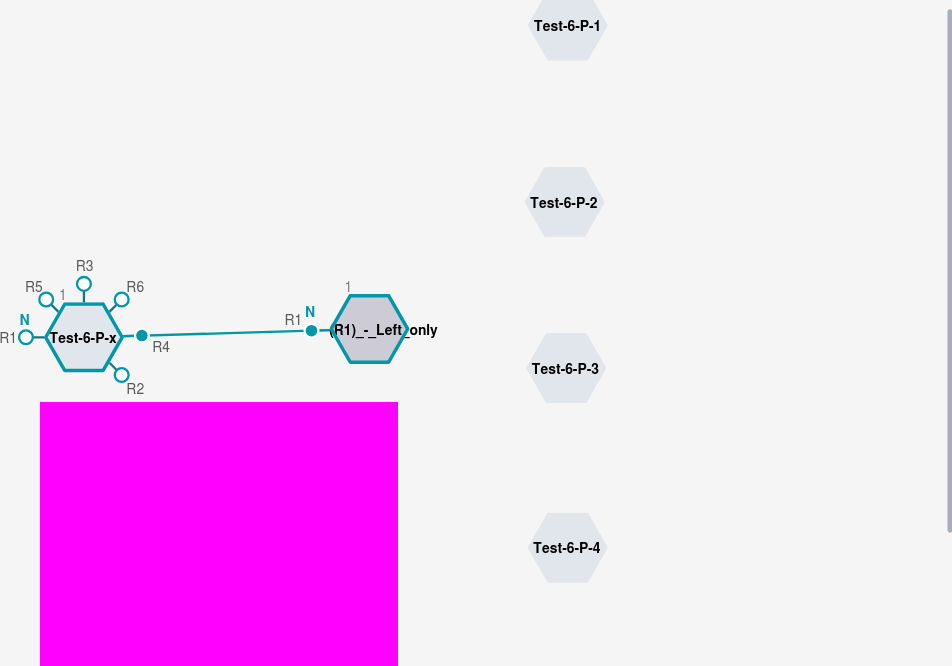 Test-6-P-1
Test-6-P-2
R3
R5
1
R6
N
R1
Test-6-P-x
R4
R2
1
N
R1
(R1)_-_Left_only
Test-6-P-3
Test-6-P-4